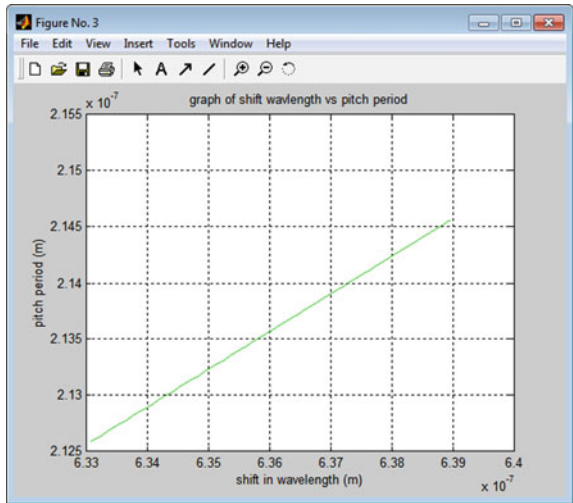 Figure No. 3
File Edit View Insert Tools Window Help
A
x 10^-7
graph of shift wavlength vs pitch period
2.155
2.15
2.145
2.14
2.135
2.13
2.125
pitch period (m)
6.33 6.34 6.35 6.36 6.37 6.38 6.39 6.4
shift in wavelength (m)
x 10^-7